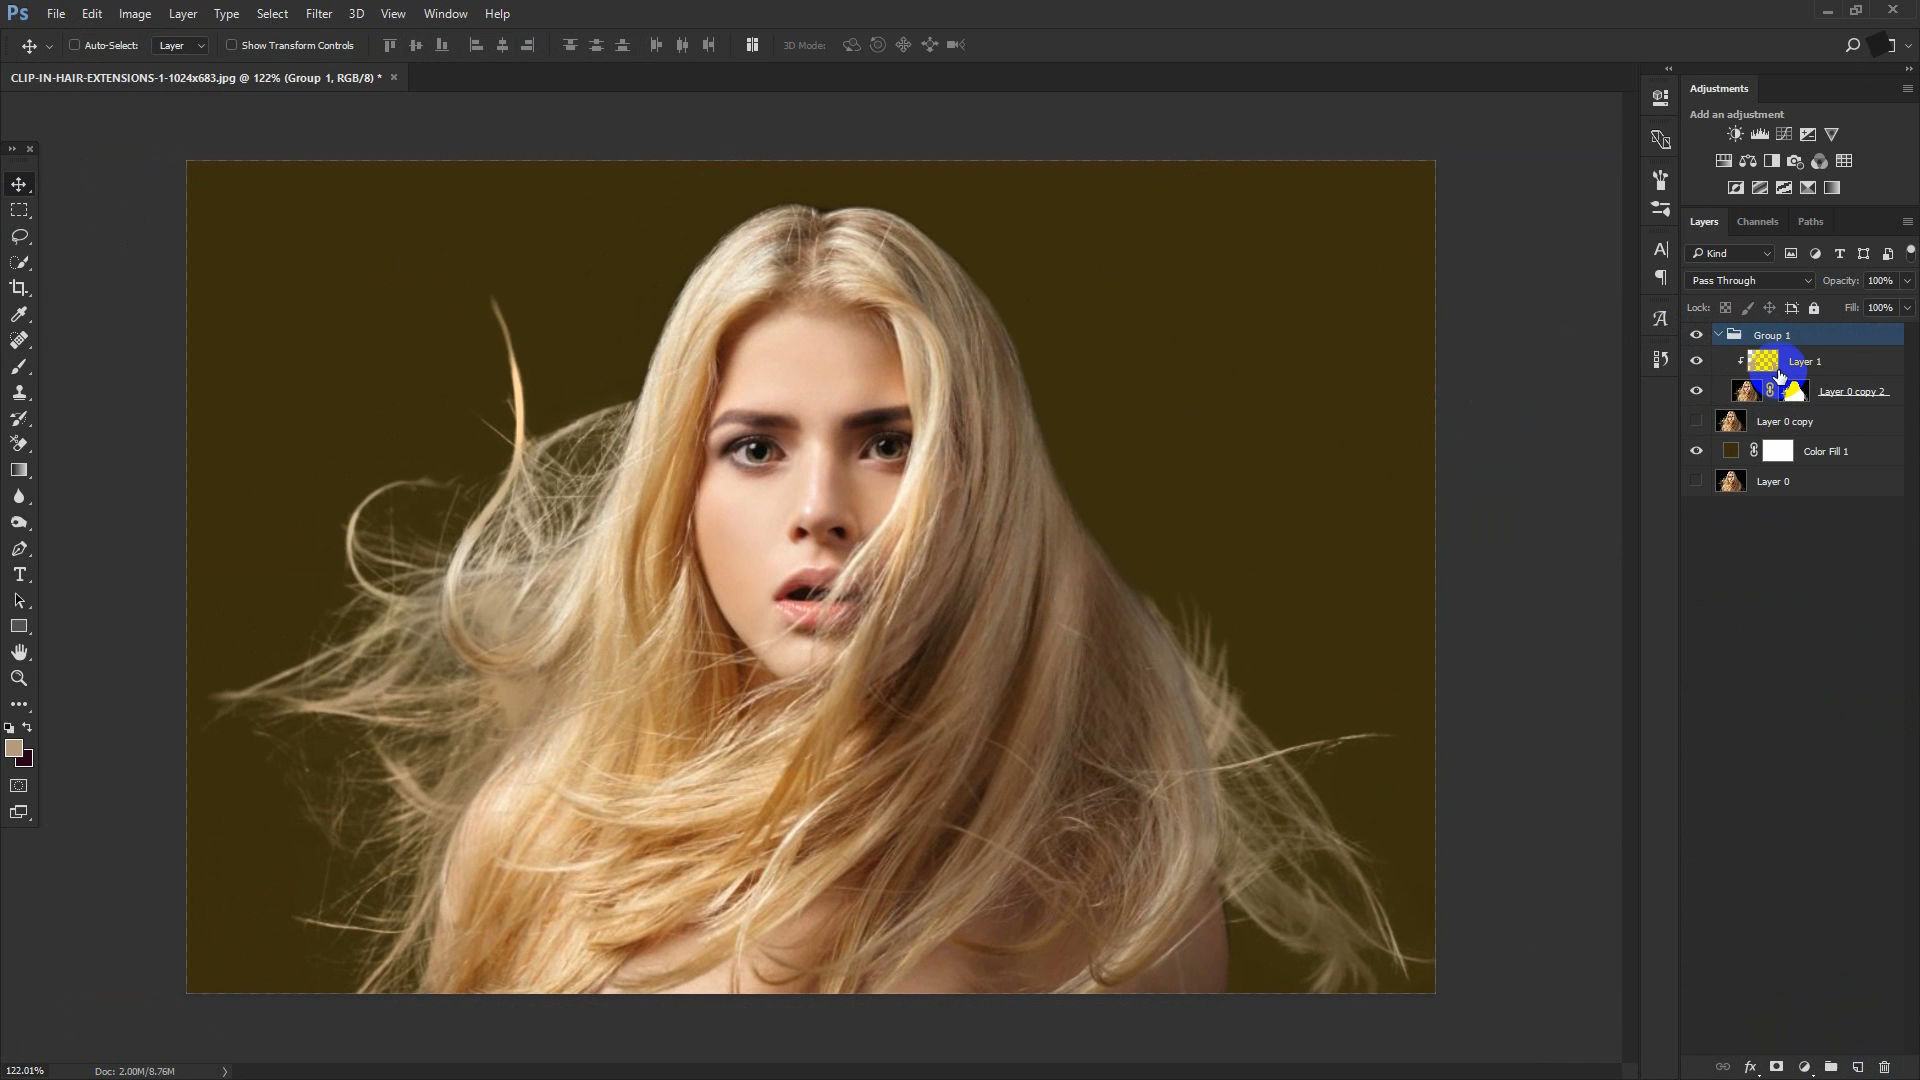 Ps File Edit Image Layer Type Select Filter 3D View Window Help
Auto-Select: Layer Show Transform Controls 3D Mode:
CLIP-IN-HAIR-EXTENSIONS-1-1024x683.jpg @ 122% (Group 1, RGB/8) *
Adjustments
Add an adjustment
Layers Channels Paths
Kind
Pass Through Opacity: 100%
Lock: Fill: 100%
Group 1
Layer 1
Layer 0 copy 2
Layer 0 copy
Color Fill 1
Layer 0
122.01% Doc: 2.00M/8.76M
fx